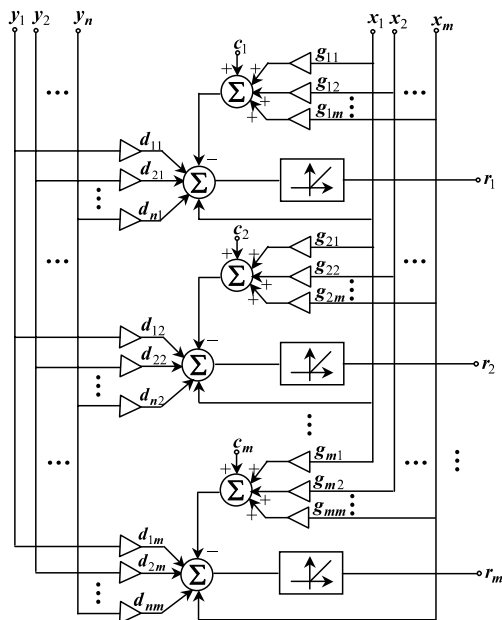 y₁ y₂ yₙ x₁ x₂ xₘ
c₁ g₁₁
+ + Σ + g₁₂
+ g₁ₘ
d₁₁ −
d₂₁ Σ r₁
dₙ₁
c₂ g₂₁
+ + Σ + g₂₂
+ g₂ₘ
d₁₂ −
d₂₂ Σ r₂
dₙ₂
cₘ gₘ₁
+ + Σ + gₘ₂
+ gₘₘ
d₁ₘ −
d₂ₘ Σ rₘ
dₙₘ